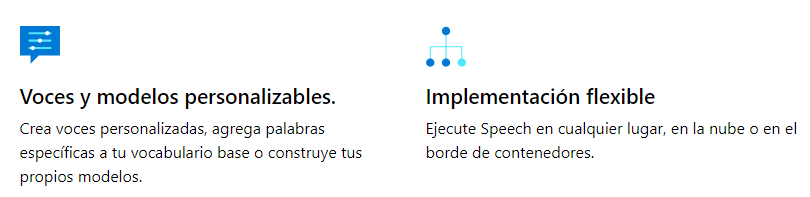 Voces y modelos personalizables.
Crea voces personalizadas, agrega palabras
específicas a tu vocabulario base o construye tus
propios modelos.
Implementación flexible
Ejecute Speech en cualquier lugar, en la nube o en el
borde de contenedores.